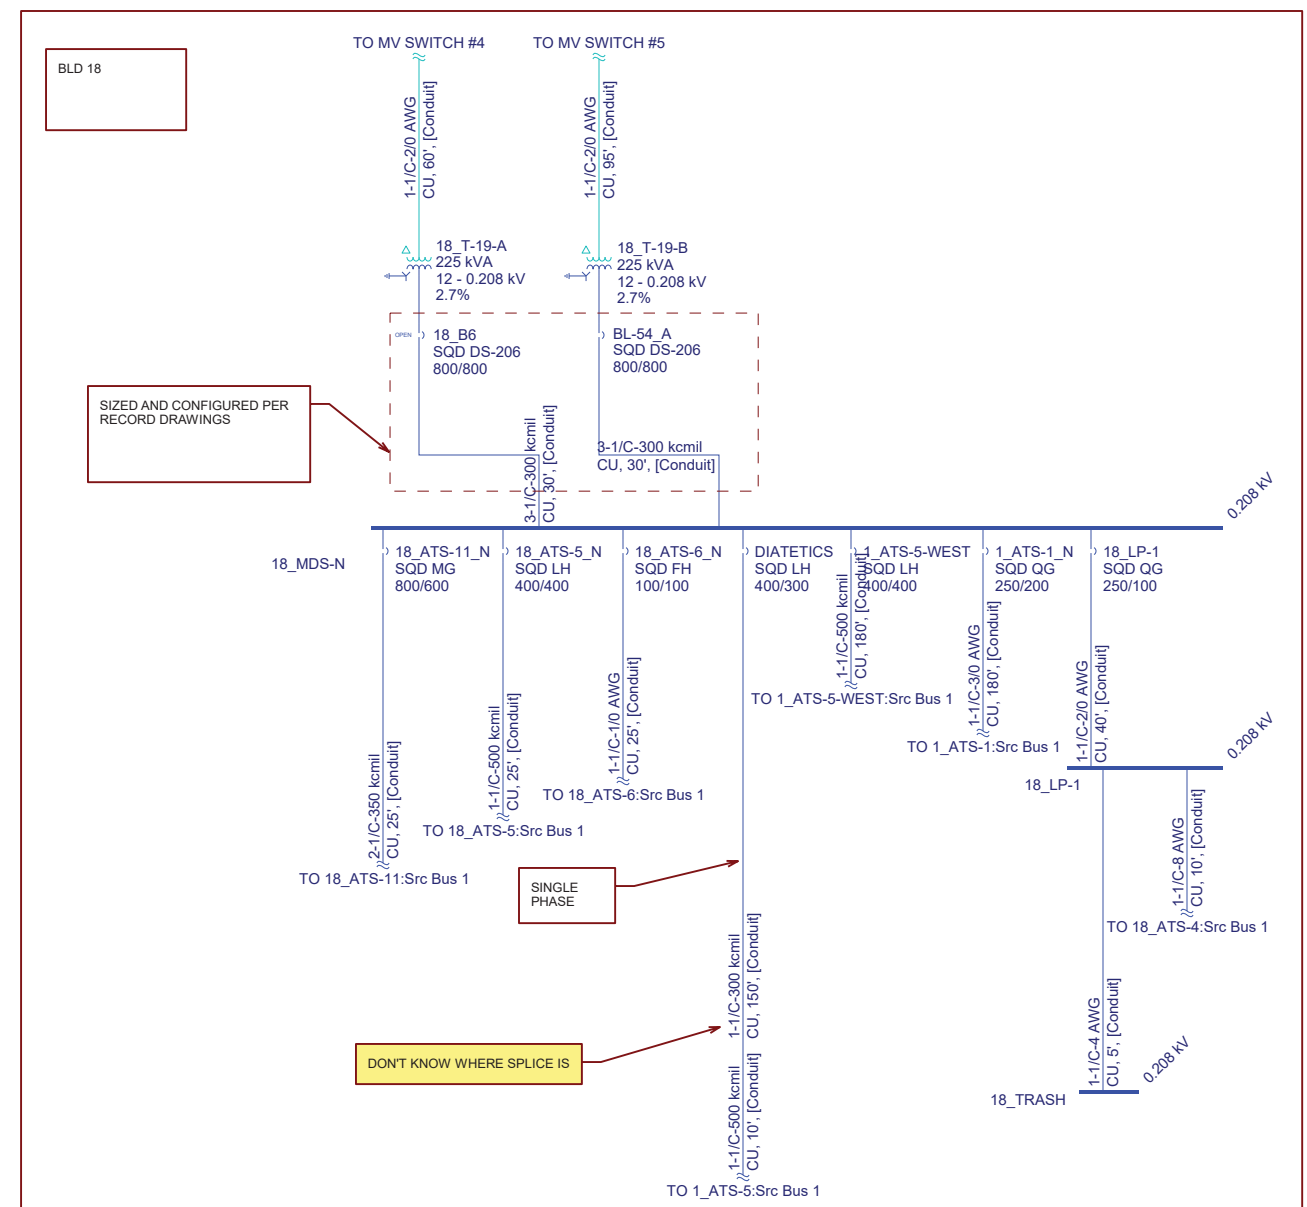 TO MV SWITCH #4
TO MV SWITCH #5
BLD 18
1-1/C-2/0 AWG
CU, 60', [Conduit]
1-1/C-2/0 AWG
CU, 95', [Conduit]
18_T-19-A
225 kVA
12 - 0.208 kV
2.7%
18_T-19-B
225 kVA
12 - 0.208 kV
2.7%
OPEN
18_B6
SQD DS-206
800/800
BL-54_A
SQD DS-206
800/800
SIZED AND CONFIGURED PER
RECORD DRAWINGS
3-1/C-300 kcmil
CU, 30', [Conduit]
3-1/C-300 kcmil
CU, 30', [Conduit]
0.208 kV
18_MDS-N
18_ATS-11_N
SQD MG
800/600
18_ATS-5_N
SQD LH
400/400
18_ATS-6_N
SQD FH
100/100
DIATETICS
SQD LH
400/300
1_ATS-5-WEST
SQD LH
400/400
1_ATS-1_N
SQD QG
250/200
18_LP-1
SQD QG
250/100
2-1/C-350 kcmil
CU, 25', [Conduit]
TO 18_ATS-11:Src Bus 1
1-1/C-500 kcmil
CU, 25', [Conduit]
TO 18_ATS-5:Src Bus 1
1-1/C-1/0 AWG
CU, 25', [Conduit]
TO 18_ATS-6:Src Bus 1
1-1/C-500 kcmil
CU, 180', [Conduit]
TO 1_ATS-5-WEST:Src Bus 1
1-1/C-3/0 AWG
CU, 180', [Conduit]
TO 1_ATS-1:Src Bus 1
1-1/C-2/0 AWG
CU, 40', [Conduit]
0.208 kV
18_LP-1
1-1/C-8 AWG
CU, 10', [Conduit]
TO 18_ATS-4:Src Bus 1
SINGLE
PHASE
1-1/C-300 kcmil
CU, 150', [Conduit]
DON'T KNOW WHERE SPLICE IS
1-1/C-500 kcmil
CU, 10', [Conduit]
TO 1_ATS-5:Src Bus 1
1-1/C-4 AWG
CU, 5', [Conduit]
0.208 kV
18_TRASH